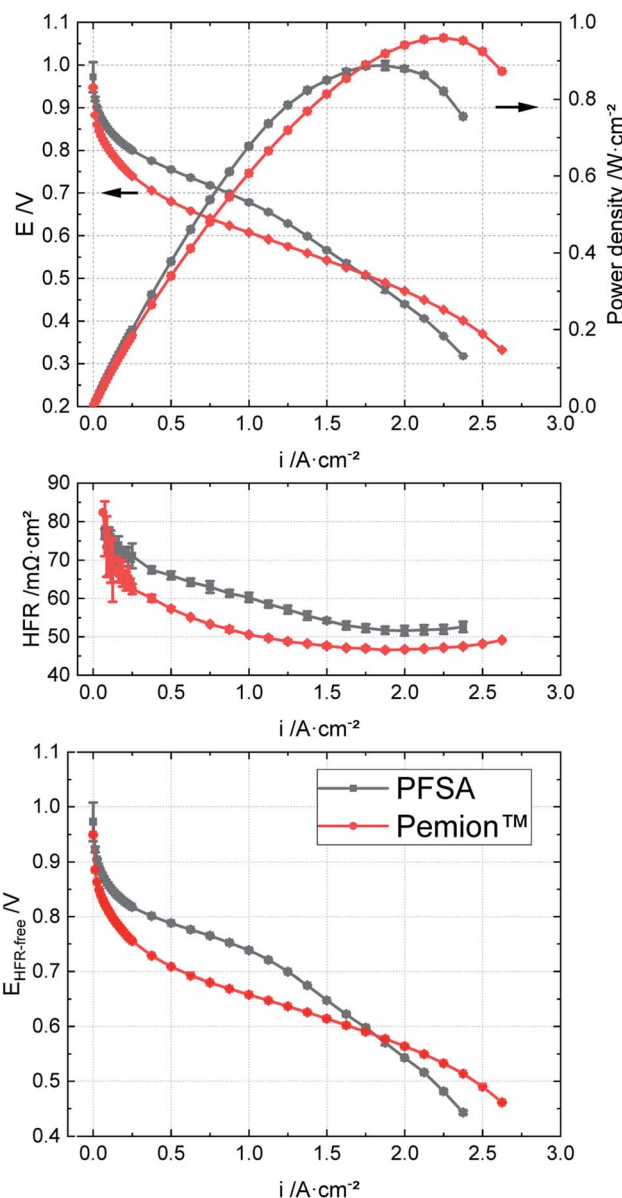 1.1
1.0
0.9
0.8
0.7
0.6
0.5
0.4
0.3
0.2
E /V
1.0
0.8
0.6
0.4
0.2
0.0
Power density /W·cm⁻²
0.0 0.5 1.0 1.5 2.0 2.5 3.0
i /A·cm⁻²
90
80
70
60
50
40
HFR /mΩ·cm²
0.0 0.5 1.0 1.5 2.0 2.5 3.0
i /A·cm⁻²
1.1
1.0
0.9
0.8
0.7
0.6
0.5
0.4
E_HFR-free /V
PFSA
Pemion™
0.0 0.5 1.0 1.5 2.0 2.5 3.0
i /A·cm⁻²